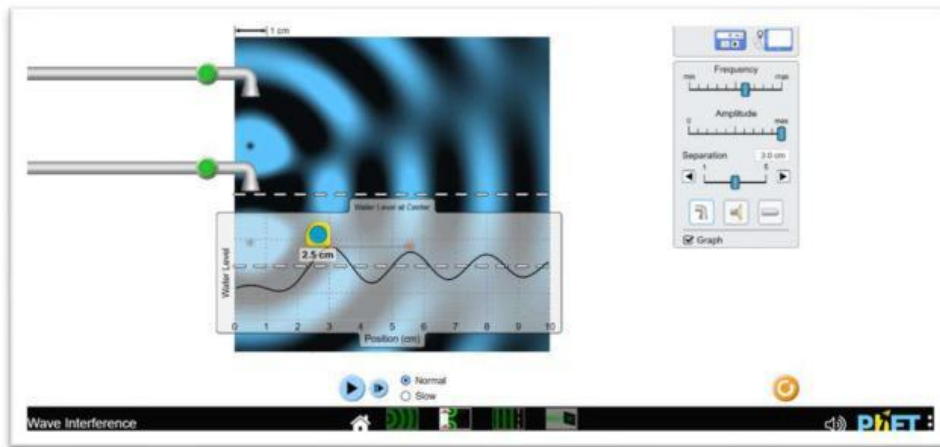 1 cm
Frequency
min max
Amplitude
0 max
Separation 3.0 cm
1 5
Water Level at Center
2.5 cm
Water Level
Graph
0 1 2 3 4 5 6 7 8 9 10
Position (cm)
Normal
Slow
Wave Interference
PhET